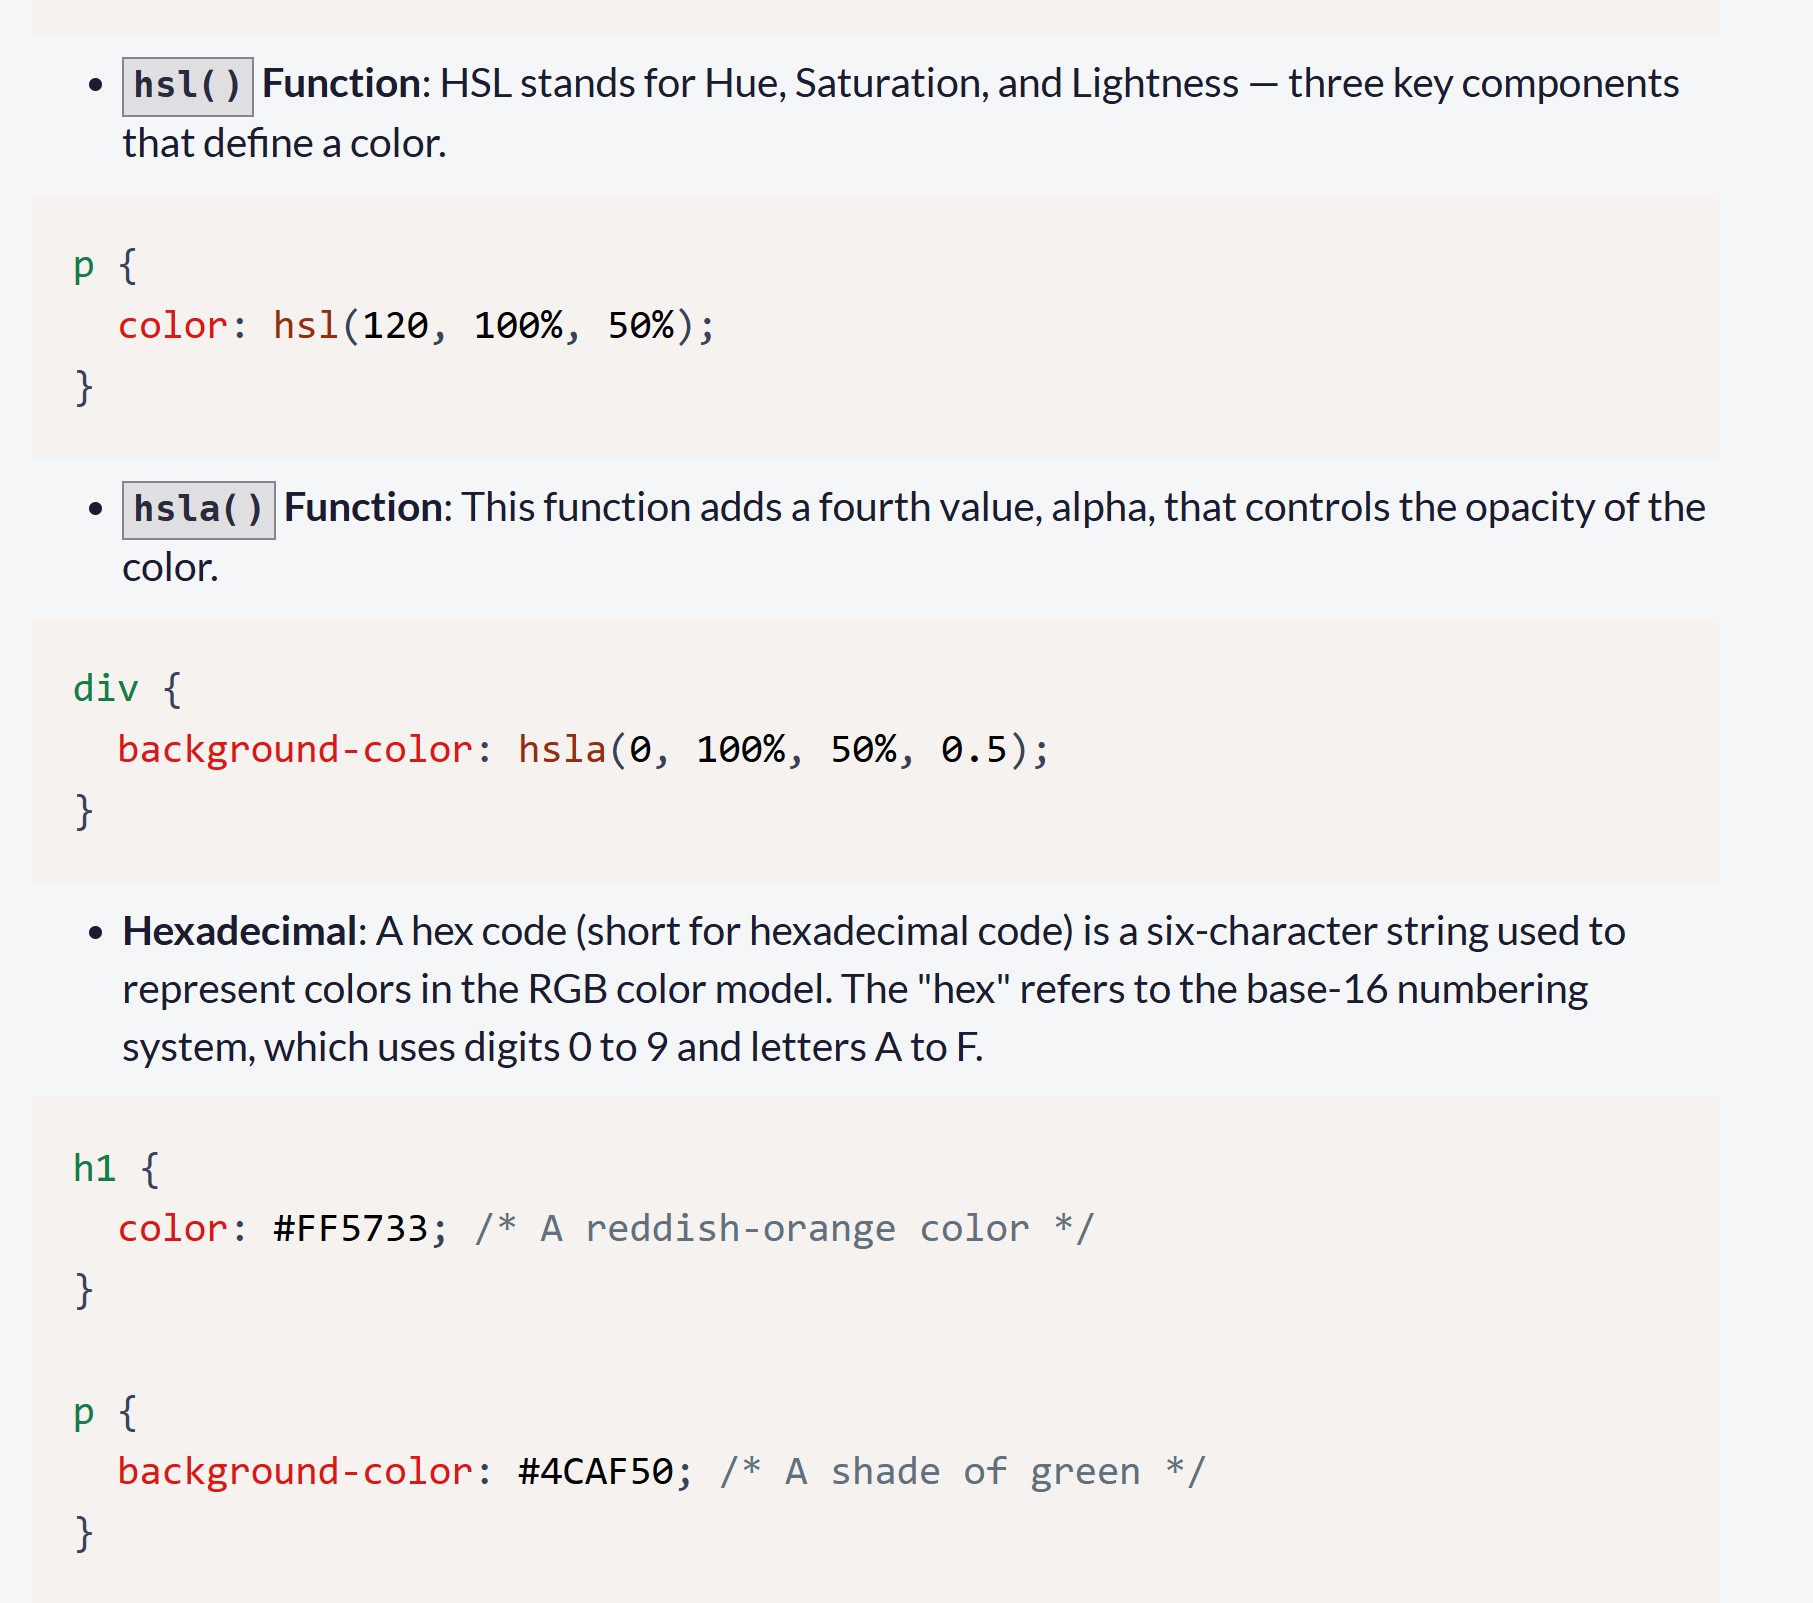 • hsl() Function: HSL stands for Hue, Saturation, and Lightness — three key components
that define a color.
p {
  color: hsl(120, 100%, 50%);
}
• hsla() Function: This function adds a fourth value, alpha, that controls the opacity of the
color.
div {
  background-color: hsla(0, 100%, 50%, 0.5);
}
• Hexadecimal: A hex code (short for hexadecimal code) is a six-character string used to
represent colors in the RGB color model. The "hex" refers to the base-16 numbering
system, which uses digits 0 to 9 and letters A to F.
h1 {
  color: #FF5733; /* A reddish-orange color */
}
p {
  background-color: #4CAF50; /* A shade of green */
}